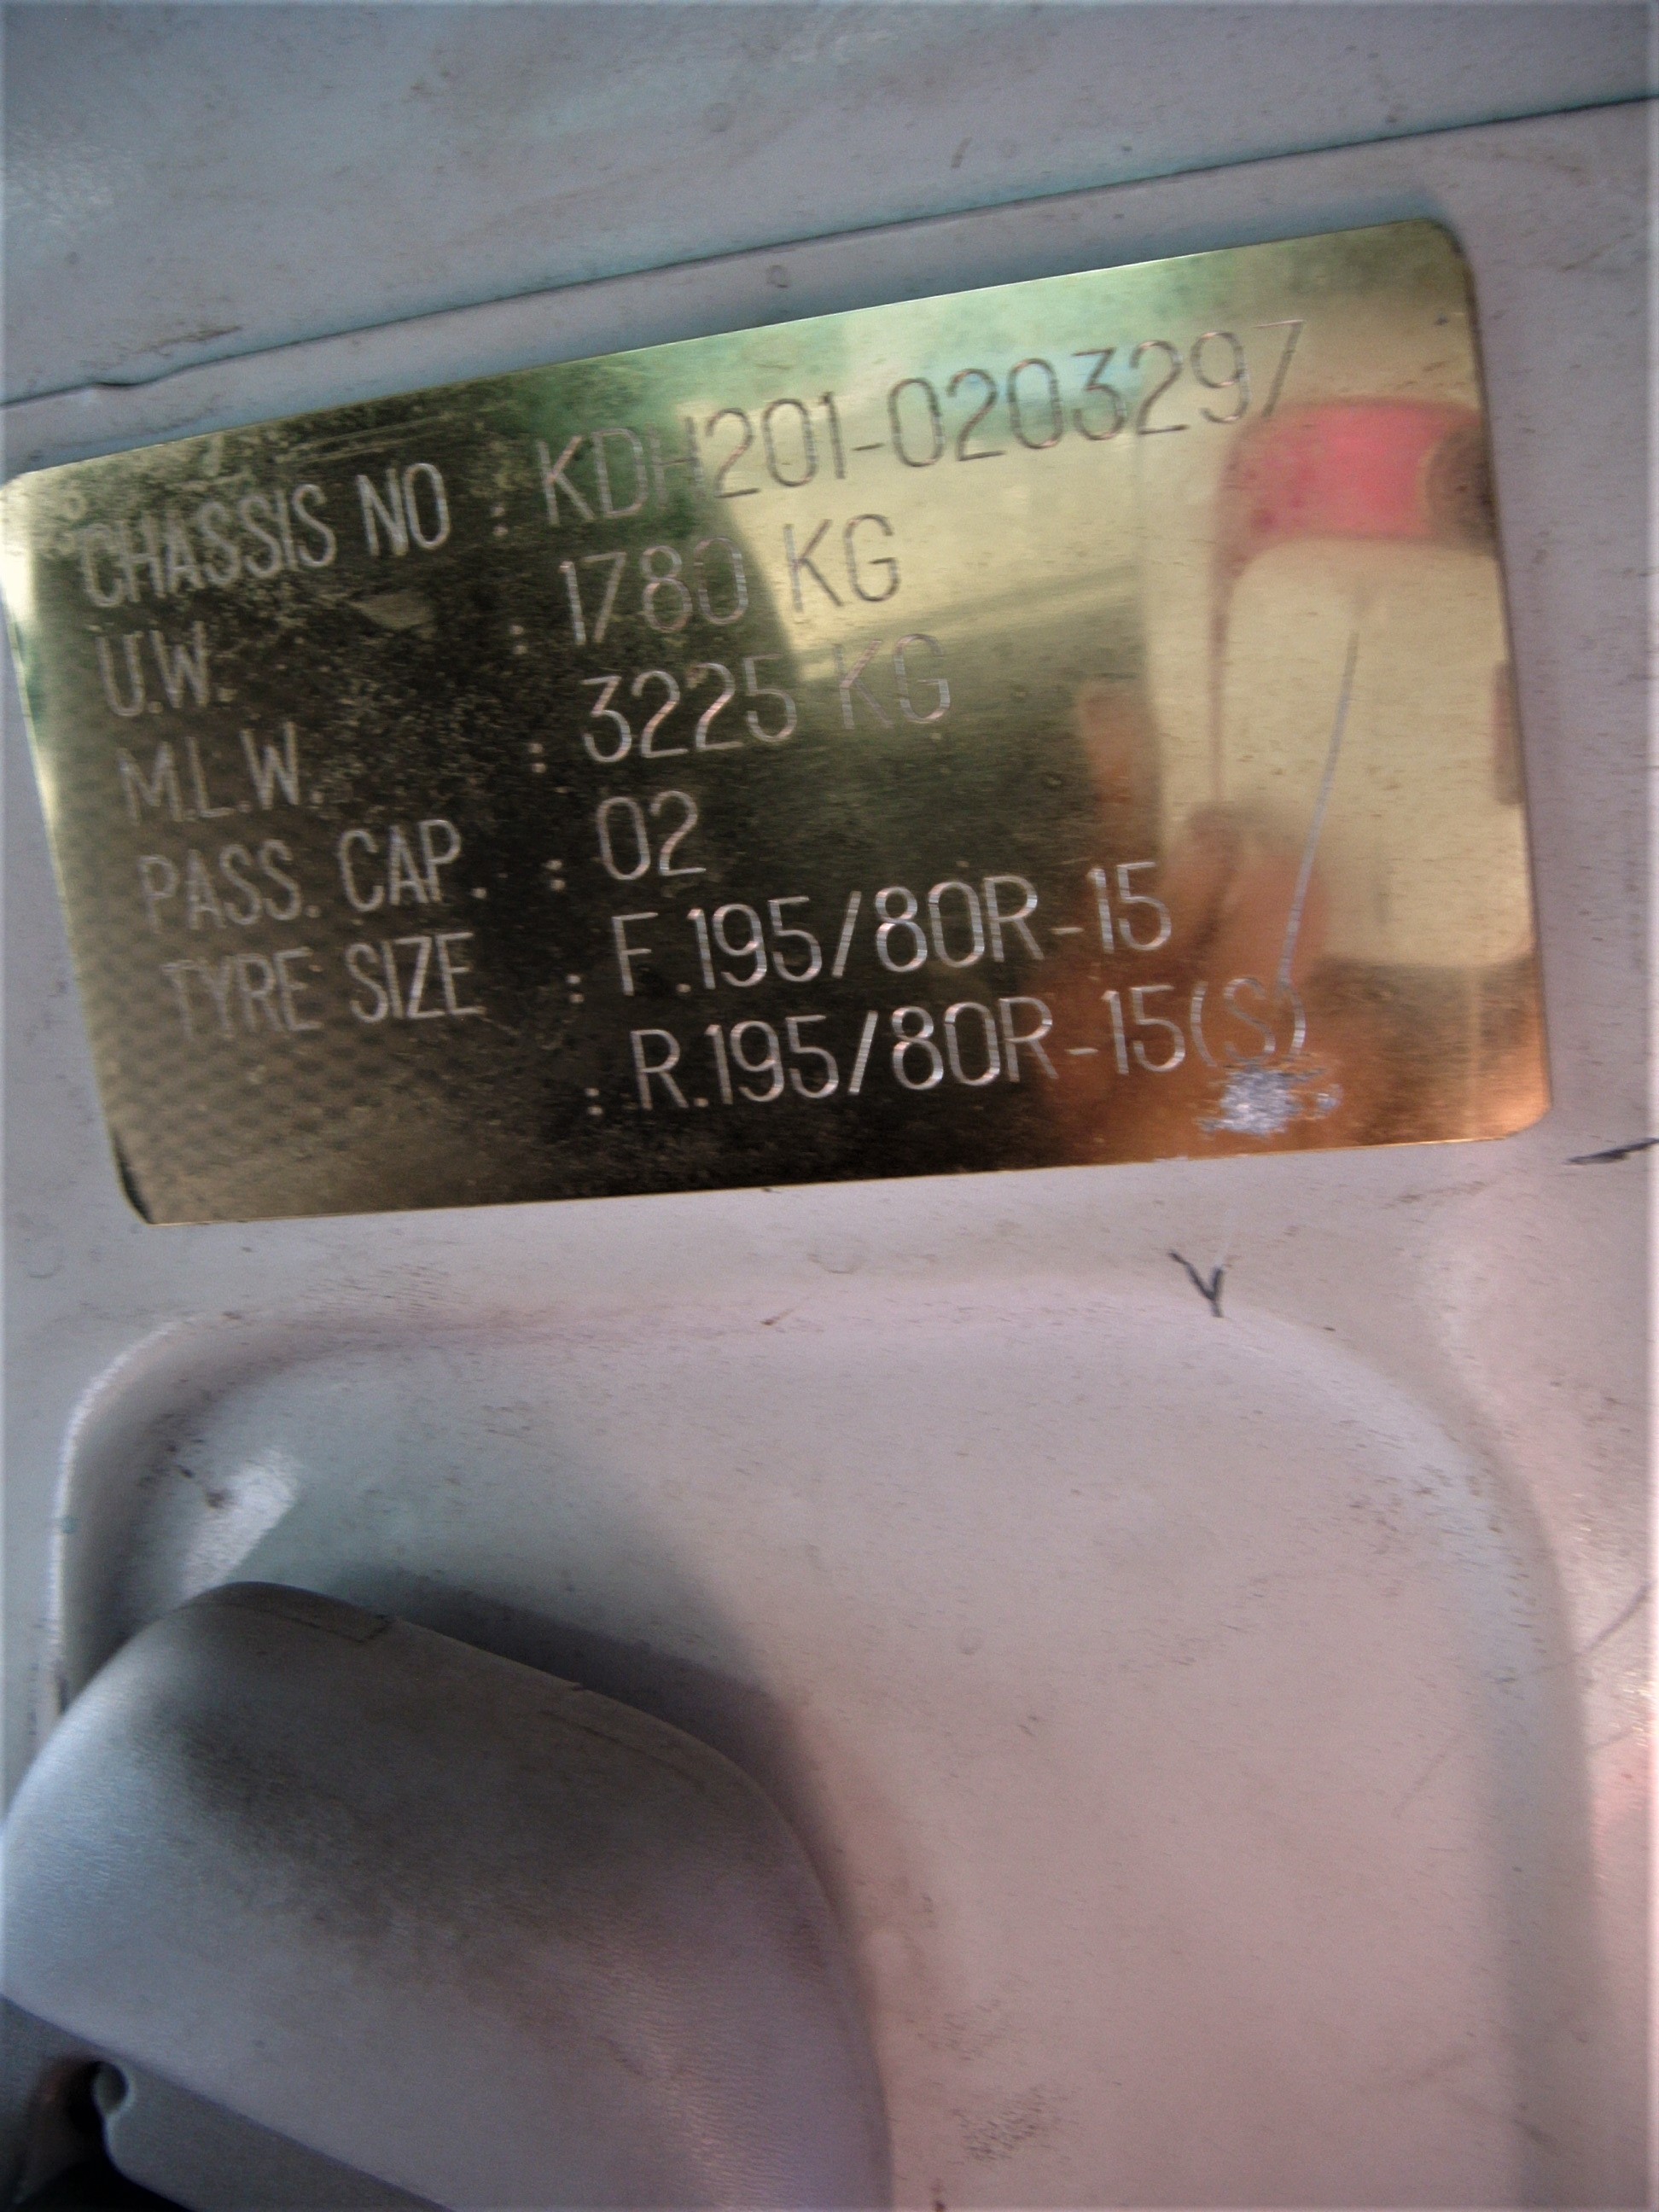 CHASSIS NO : KDH201-0203297
U.W. : 1780 KG
M.L.W. : 3225 KG
PASS. CAP. : 02
TYRE SIZE : F.195/80R-15
: R.195/80R-15(S)